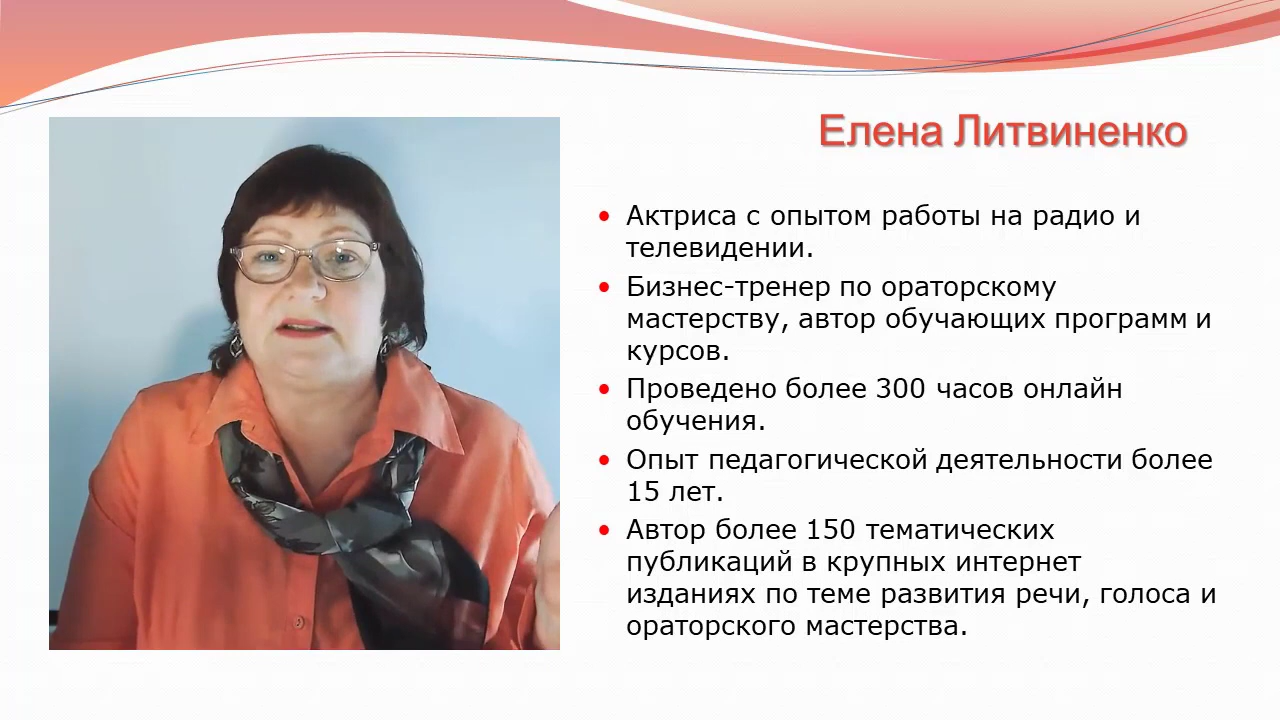 Елена Литвиненко
Актриса с опытом работы на радио и
телевидении.
Бизнес-тренер по ораторскому
мастерству, автор обучающих программ и
курсов.
Проведено более 300 часов онлайн
обучения.
Опыт педагогической деятельности более
15 лет.
Автор более 150 тематических
публикаций в крупных интернет
изданиях по теме развития речи, голоса и
ораторского мастерства.